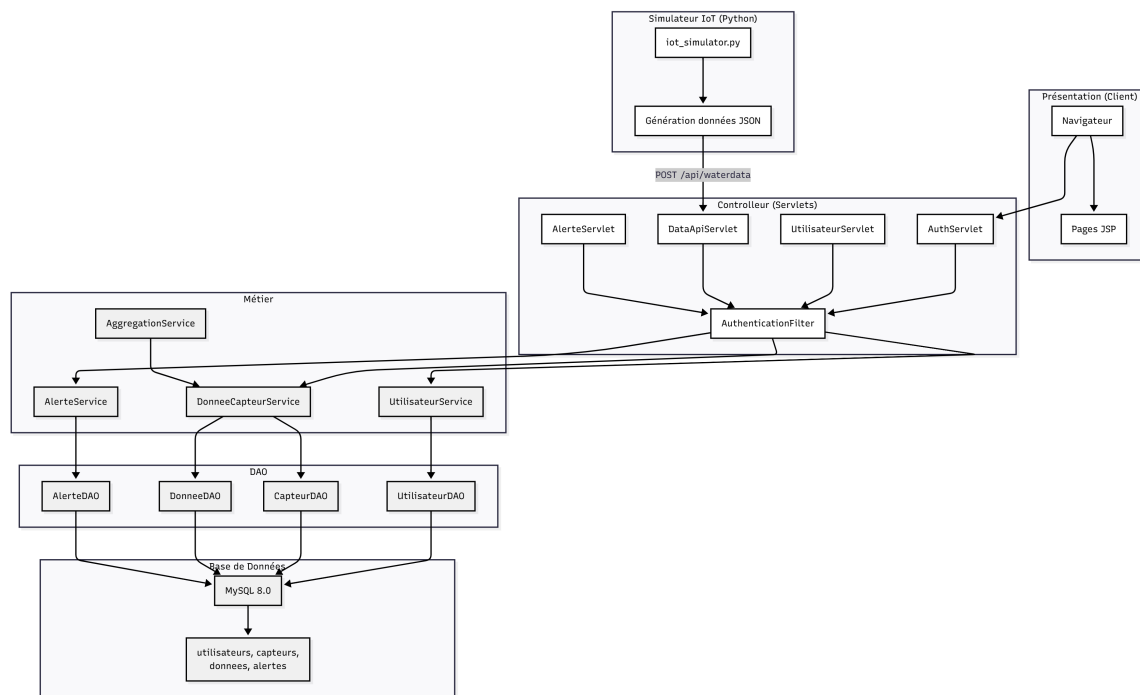 Simulateur IoT (Python)
iot_simulator.py
Génération données JSON
POST /api/waterdata
Présentation (Client)
Navigateur
Pages JSP
Controlleur (Servlets)
AlerteServlet
DataApiServlet
UtilisateurServlet
AuthServlet
AuthenticationFilter
Métier
AggregationService
AlerteService
DonneeCapteurService
UtilisateurService
DAO
AlerteDAO
DonneeDAO
CapteurDAO
UtilisateurDAO
Base de Données
MySQL 8.0
utilisateurs, capteurs,
donnees, alertes